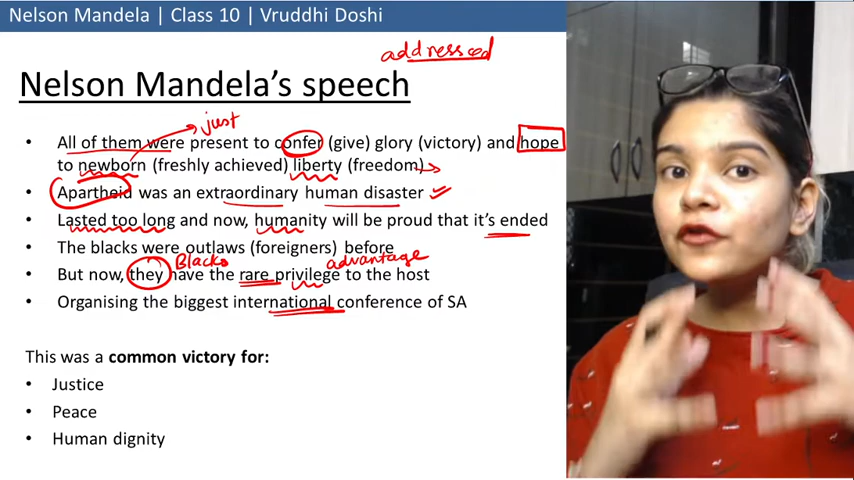 Nelson Mandela | Class 10 | Vruddhi Doshi
addressed
Nelson Mandela's speech
just
• All of them were present to confer (give) glory (victory) and hope
to newborn (freshly achieved) liberty (freedom)
• Apartheid was an extraordinary human disaster
• Lasted too long and now, humanity will be proud that it's ended
• The blacks were outlaws (foreigners) before
Blacks advantage
• But now, they have the rare privilege to the host
• Organising the biggest international conference of SA
This was a common victory for:
• Justice
• Peace
• Human dignity